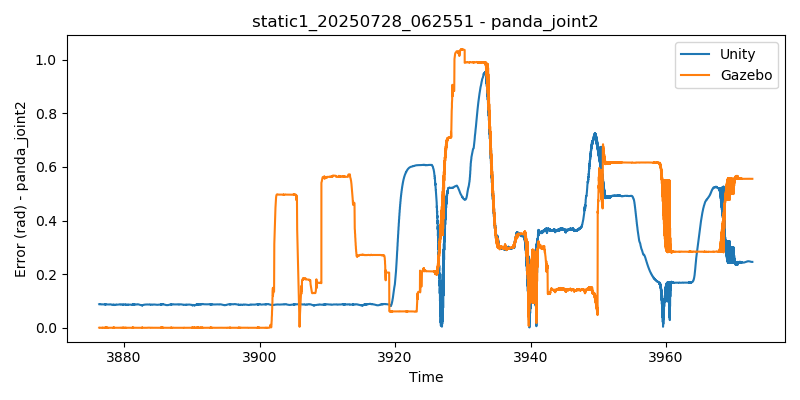 static1_20250728_062551 - panda_joint2
Error (rad) - panda_joint2
1.0
0.8
0.6
0.4
0.2
0.0
3880
3900
3920
3940
3960
Time
Unity
Gazebo